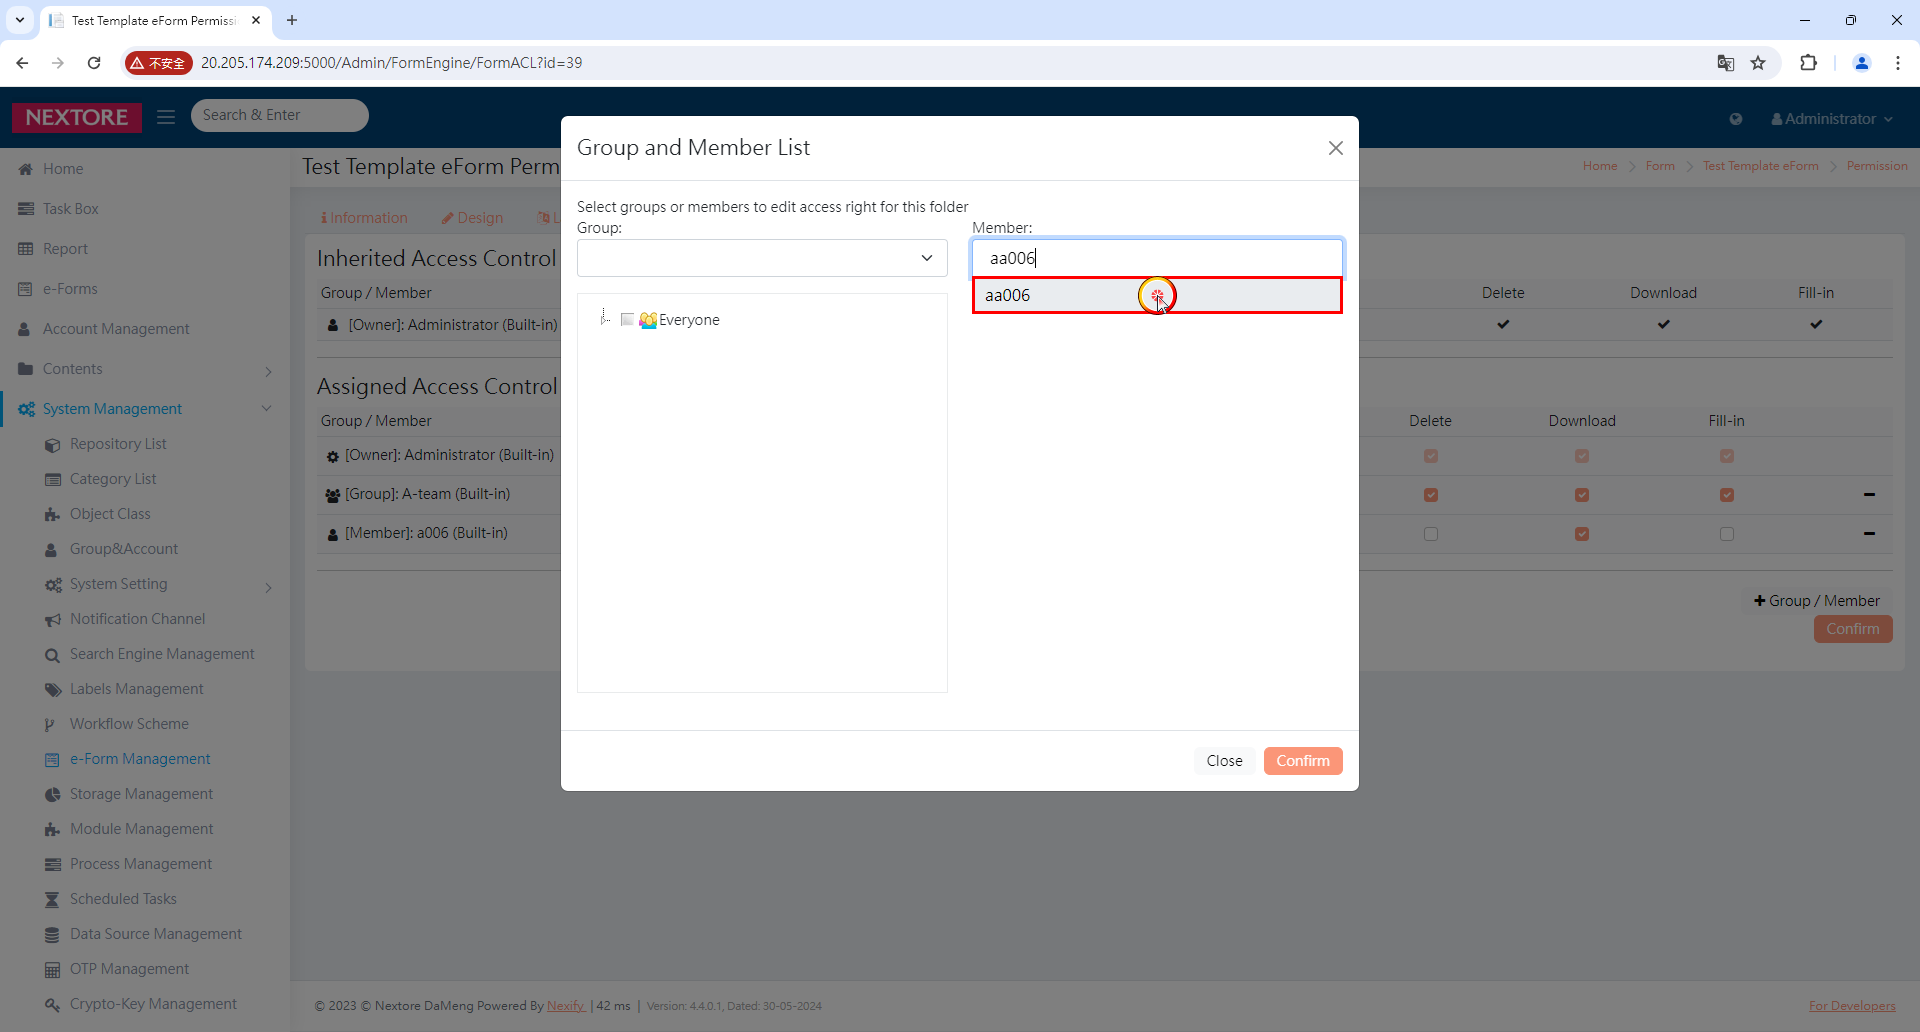 Test Template eForm Permissi
不安全
20.205.174.209:5000/Admin/FormEngine/FormACL?id=39
NEXTORE
Search & Enter
Administrator
Home
Task Box
Report
e-Forms
Account Management
Contents
System Management
Repository List
Category List
Object Class
Group&Account
System Setting
Notification Channel
Search Engine Management
Labels Management
Workflow Scheme
e-Form Management
Storage Management
Module Management
Process Management
Scheduled Tasks
Data Source Management
OTP Management
Crypto-Key Management
Test Template eForm Perm
Home > Form > Test Template eForm > Permission
Information
Design
L
Inherited Access Control
Group / Member
Delete
Download
Fill-in
[Owner]: Administrator (Built-in)
Assigned Access Control
Group / Member
Delete
Download
Fill-in
[Owner]: Administrator (Built-in)
[Group]: A-team (Built-in)
[Member]: a006 (Built-in)
Group / Member
Confirm
Group and Member List
Select groups or members to edit access right for this folder
Group:
Everyone
Member:
aa006
aa006
Close
Confirm
© 2023 © Nextore DaMeng Powered By Nexify | 42 ms | Version: 4.4.0.1, Dated: 30-05-2024
For Developers